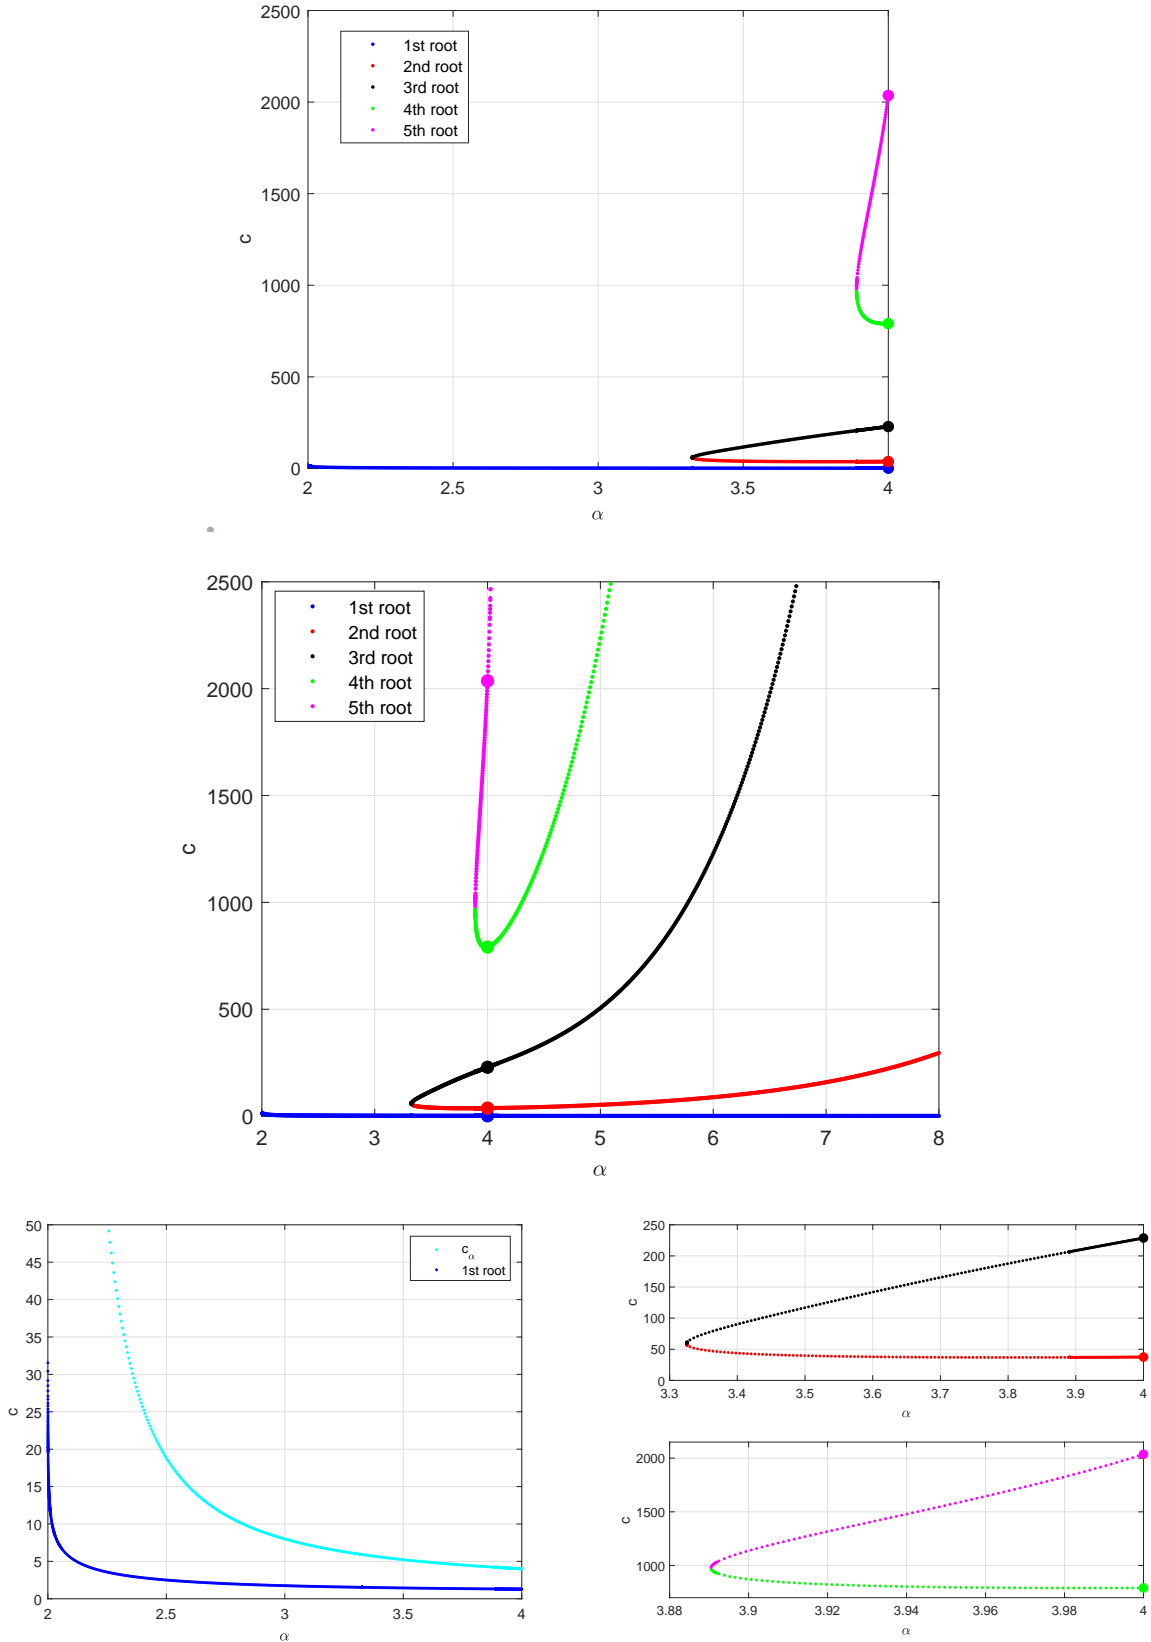 2500
2000
1500
1000
500
0
1st root
2nd root
3rd root
4th root
5th root
c
2 2.5 3 3.5 4
α
2500
2000
1500
1000
500
0
1st root
2nd root
3rd root
4th root
5th root
c
2 3 4 5 6 7 8
α
50
45
40
35
30
25
20
15
10
5
0
c_α
1st root
c
2 2.5 3 3.5 4
α
250
200
150
100
50
0
c
3.3 3.4 3.5 3.6 3.7 3.8 3.9 4
α
2000
1500
1000
c
3.88 3.9 3.92 3.94 3.96 3.98 4
α